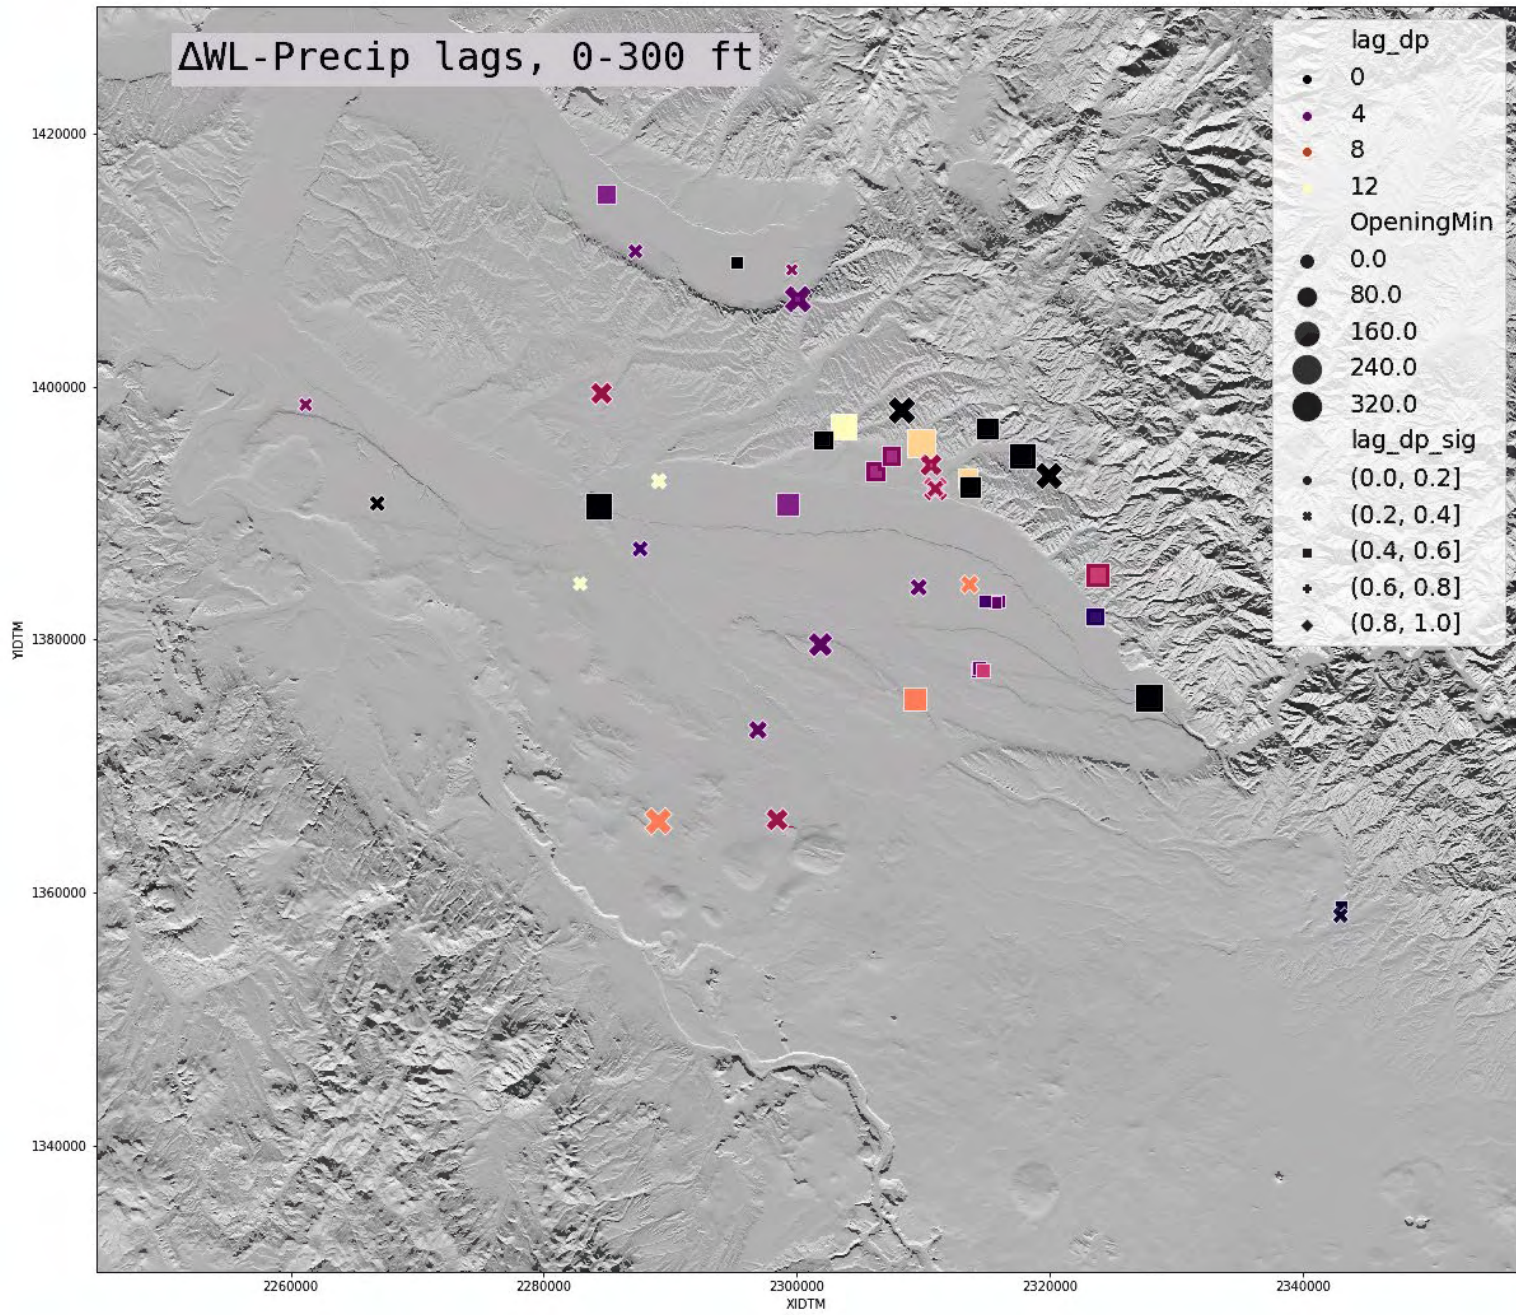 ΔWL-Precip lags, 0-300 ft
lag_dp
0
4
8
12
OpeningMin
0.0
80.0
160.0
240.0
320.0
lag_dp_sig
(0.0, 0.2]
(0.2, 0.4]
(0.4, 0.6]
(0.6, 0.8]
(0.8, 1.0]
1420000
1400000
1380000
1360000
1340000
YIDTM
2260000 2280000 2300000 2320000 2340000
XIDTM